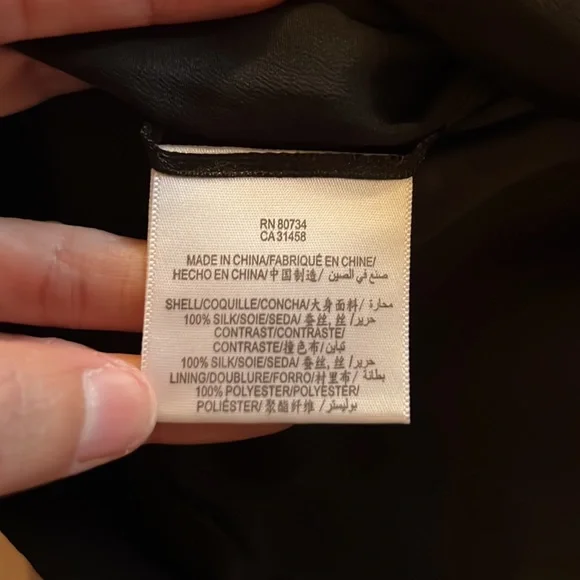 RN 80734
CA 31458
MADE IN CHINA/FABRIQUÉ EN CHINE/
HECHO EN CHINA/中国制造/ صنع في الصين
SHELL/COQUILLE/CONCHA/大身面料/ محارة
100% SILK/SOIE/SEDA/ 蚕丝, 丝/ حرير
CONTRAST/CONTRASTE/
CONTRASTE/撞色布/ تباين
100% SILK/SOIE/SEDA/ 蚕丝, 丝/ حرير
LINING/DOUBLURE/FORRO/衬里布/ بطانة
100% POLYESTER/POLYESTER/
POLIÉSTER/ 聚酯纤维 / بوليستر